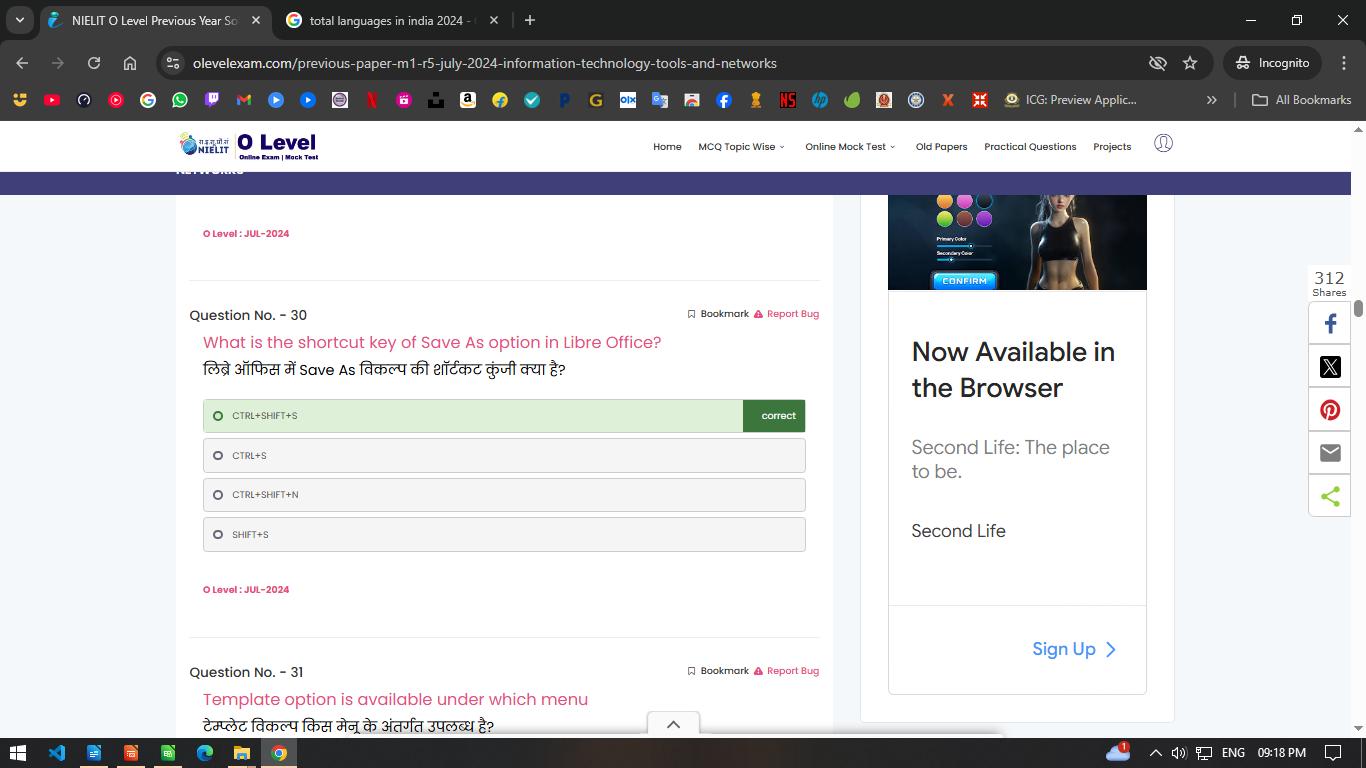 NIELIT O Level Previous Year So
total languages in india 2024 -
olevelexam.com/previous-paper-m1-r5-july-2024-information-technology-tools-and-networks
Incognito
ICG: Preview Applic...
All Bookmarks
रा.इ.सू.प्रौ.सं
NIELIT
O Level
Online Exam | Mock Test
Home
MCQ Topic Wise
Online Mock Test
Old Papers
Practical Questions
Projects
O Level : JUL-2024
Question No. - 30
Bookmark
Report Bug
What is the shortcut key of Save As option in Libre Office?
लिब्रे ऑफिस में Save As विकल्प की शॉर्टकट कुंजी क्या है?
CTRL+SHIFT+S
correct
CTRL+S
CTRL+SHIFT+N
SHIFT+S
O Level : JUL-2024
Question No. - 31
Bookmark
Report Bug
Template option is available under which menu
टेम्प्लेट विकल्प किस मेनू के अंतर्गत उपलब्ध है?
Primary Color
Secondary Color
CONFIRM
Now Available in
the Browser
Second Life: The place
to be.
Second Life
Sign Up
312
Shares
1
ENG
09:18 PM